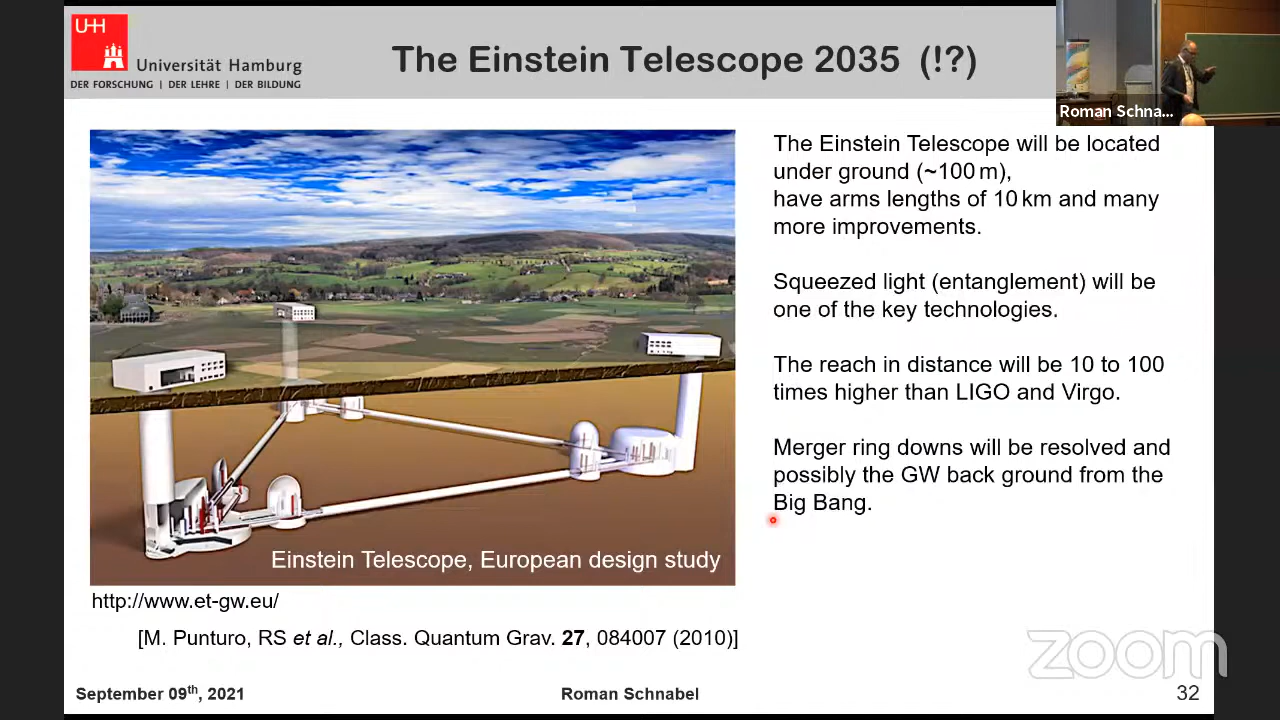 UHH
Universität Hamburg
DER FORSCHUNG | DER LEHRE | DER BILDUNG
The Einstein Telescope 2035 (!?)
Roman Schna...
The Einstein Telescope will be located
under ground (~100 m),
have arms lengths of 10 km and many
more improvements.
Squeezed light (entanglement) will be
one of the key technologies.
The reach in distance will be 10 to 100
times higher than LIGO and Virgo.
Merger ring downs will be resolved and
possibly the GW back ground from the
Big Bang.
Einstein Telescope, European design study
http://www.et-gw.eu/
[M. Punturo, RS et al., Class. Quantum Grav. 27, 084007 (2010)]
zoom
September 09th, 2021
Roman Schnabel
32